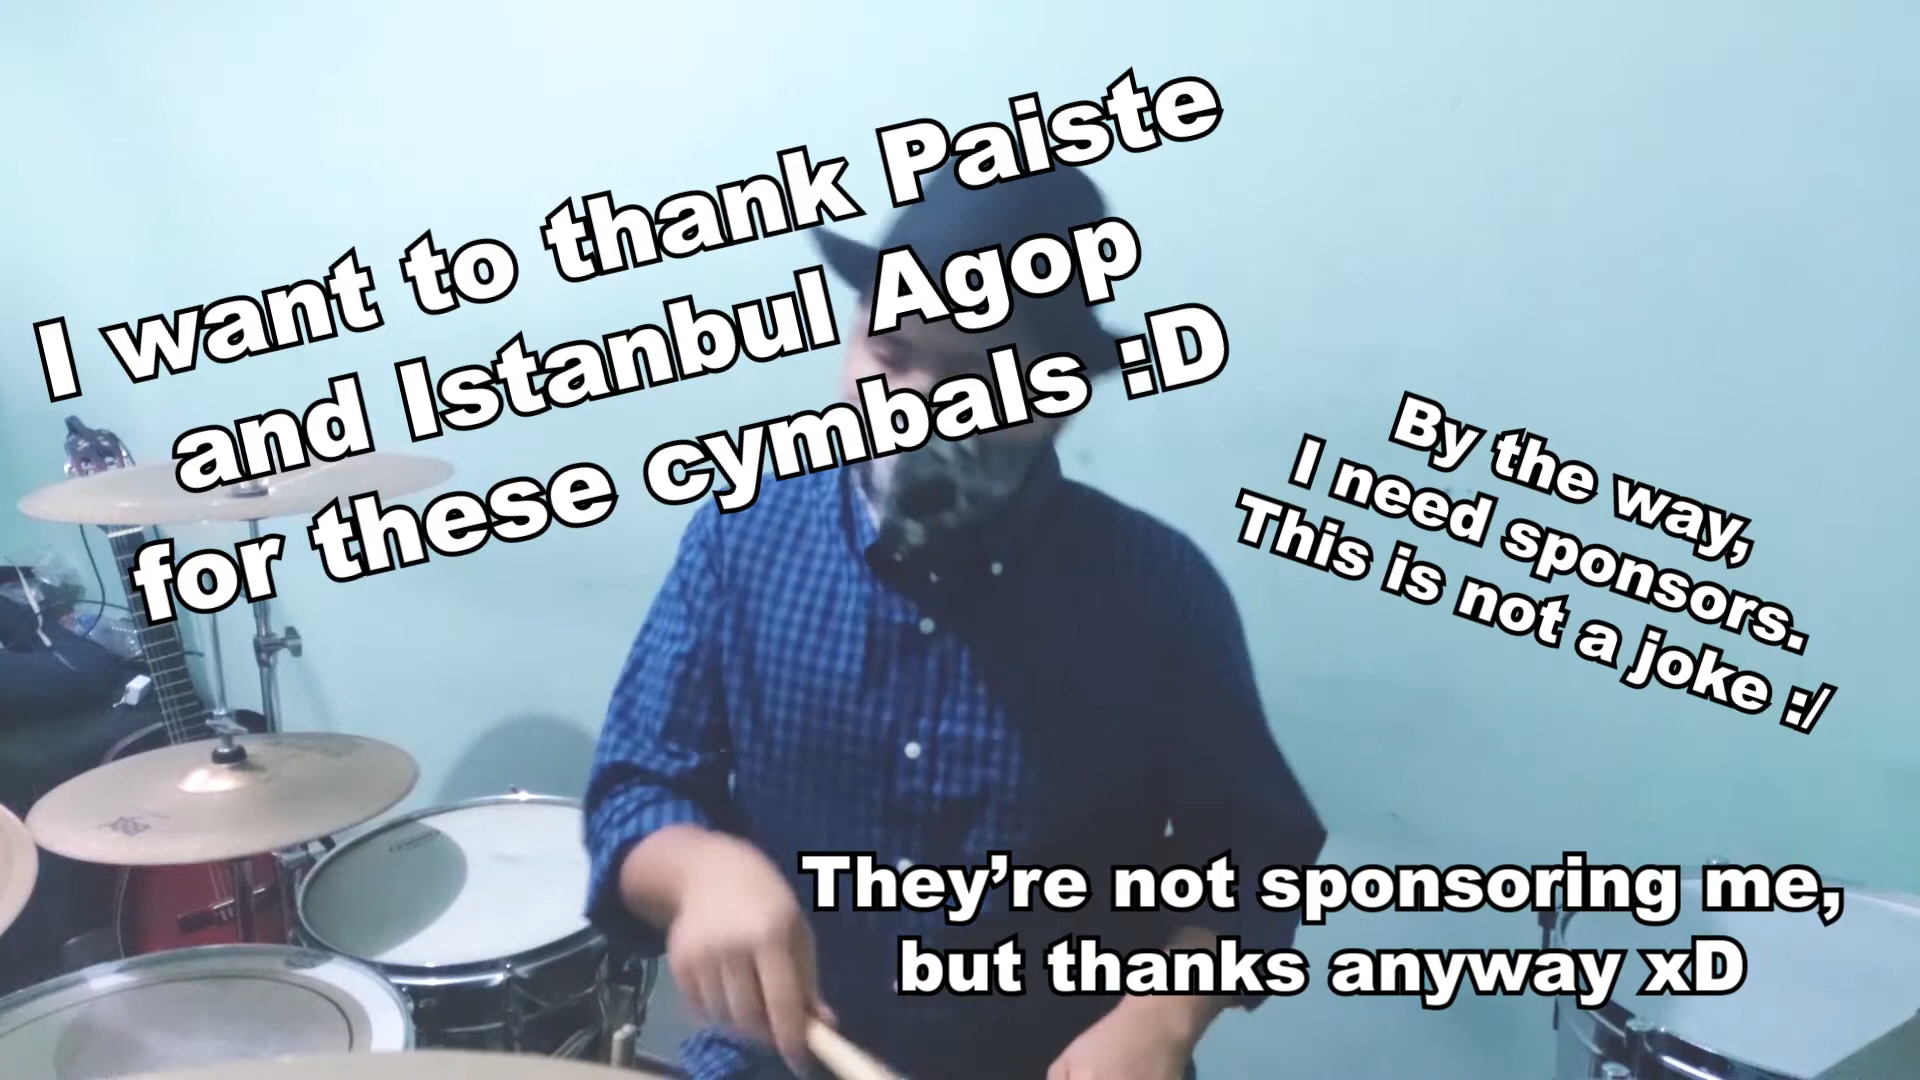 I want to thank Paiste
and Istanbul Agop
for these cymbals :D
By the way,
I need sponsors.
This is not a joke :/
They’re not sponsoring me,
but thanks anyway xD